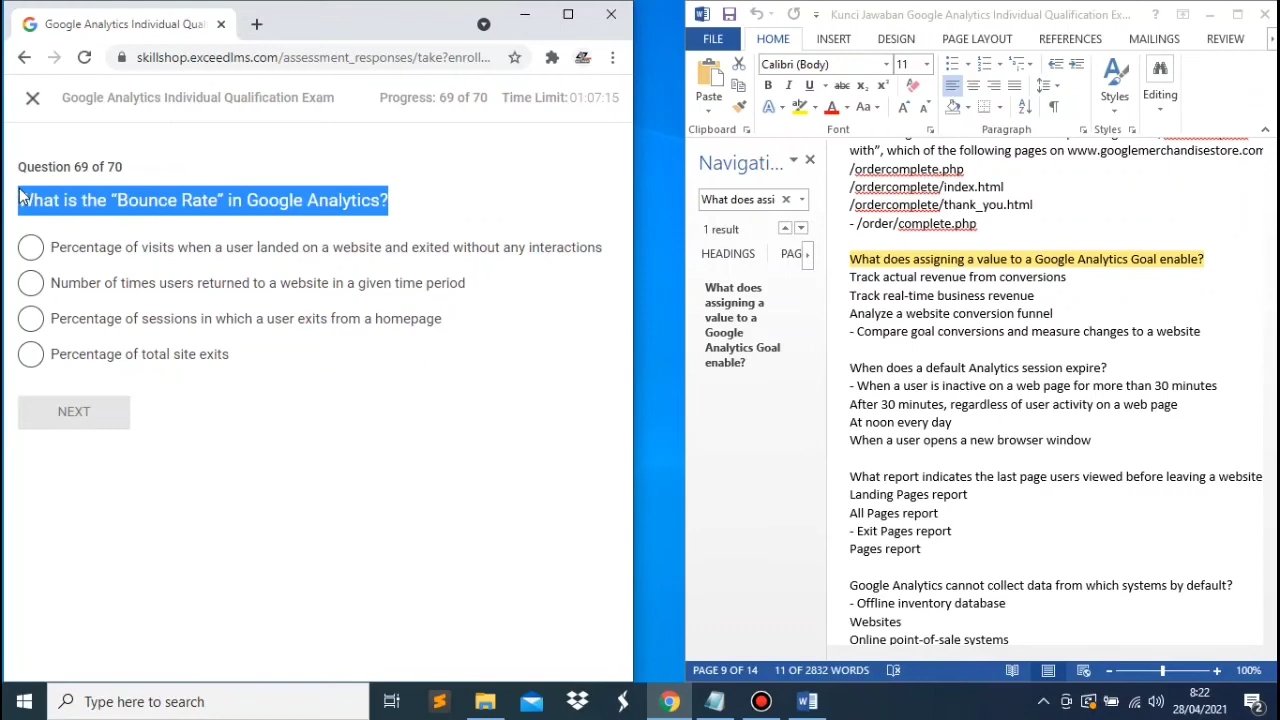 Google Analytics Individual Quali
skillshop.exceedlms.com/assessment_responses/take?enroll...
Google Analytics Individual Qualification Exam
Progress: 69 of 70
Time Limit: 01:07:15
Question 69 of 70
What is the “Bounce Rate” in Google Analytics?
Percentage of visits when a user landed on a website and exited without any interactions
Number of times users returned to a website in a given time period
Percentage of sessions in which a user exits from a homepage
Percentage of total site exits
NEXT
Kunci Jawaban Google Analytics Individual Qualification Ex...
FILE HOME INSERT DESIGN PAGE LAYOUT REFERENCES MAILINGS REVIEW
Calibri (Body) 11
Paste
B I U abc x₂ x²
A Aa A A
Styles
Editing
Clipboard Font Paragraph Styles
Navigati...
What does assi
1 result
HEADINGS PAG
What does
assigning a
value to a
Google
Analytics Goal
enable?
with”, which of the following pages on www.googlemerchandisestore.com
/ordercomplete.php
/ordercomplete/index.html
/ordercomplete/thank_you.html
- /order/complete.php
What does assigning a value to a Google Analytics Goal enable?
Track actual revenue from conversions
Track real-time business revenue
Analyze a website conversion funnel
- Compare goal conversions and measure changes to a website
When does a default Analytics session expire?
- When a user is inactive on a web page for more than 30 minutes
After 30 minutes, regardless of user activity on a web page
At noon every day
When a user opens a new browser window
What report indicates the last page users viewed before leaving a website
Landing Pages report
All Pages report
- Exit Pages report
Pages report
Google Analytics cannot collect data from which systems by default?
- Offline inventory database
Websites
Online point-of-sale systems
PAGE 9 OF 14 11 OF 2832 WORDS 100%
Type here to search
8:22
28/04/2021
2